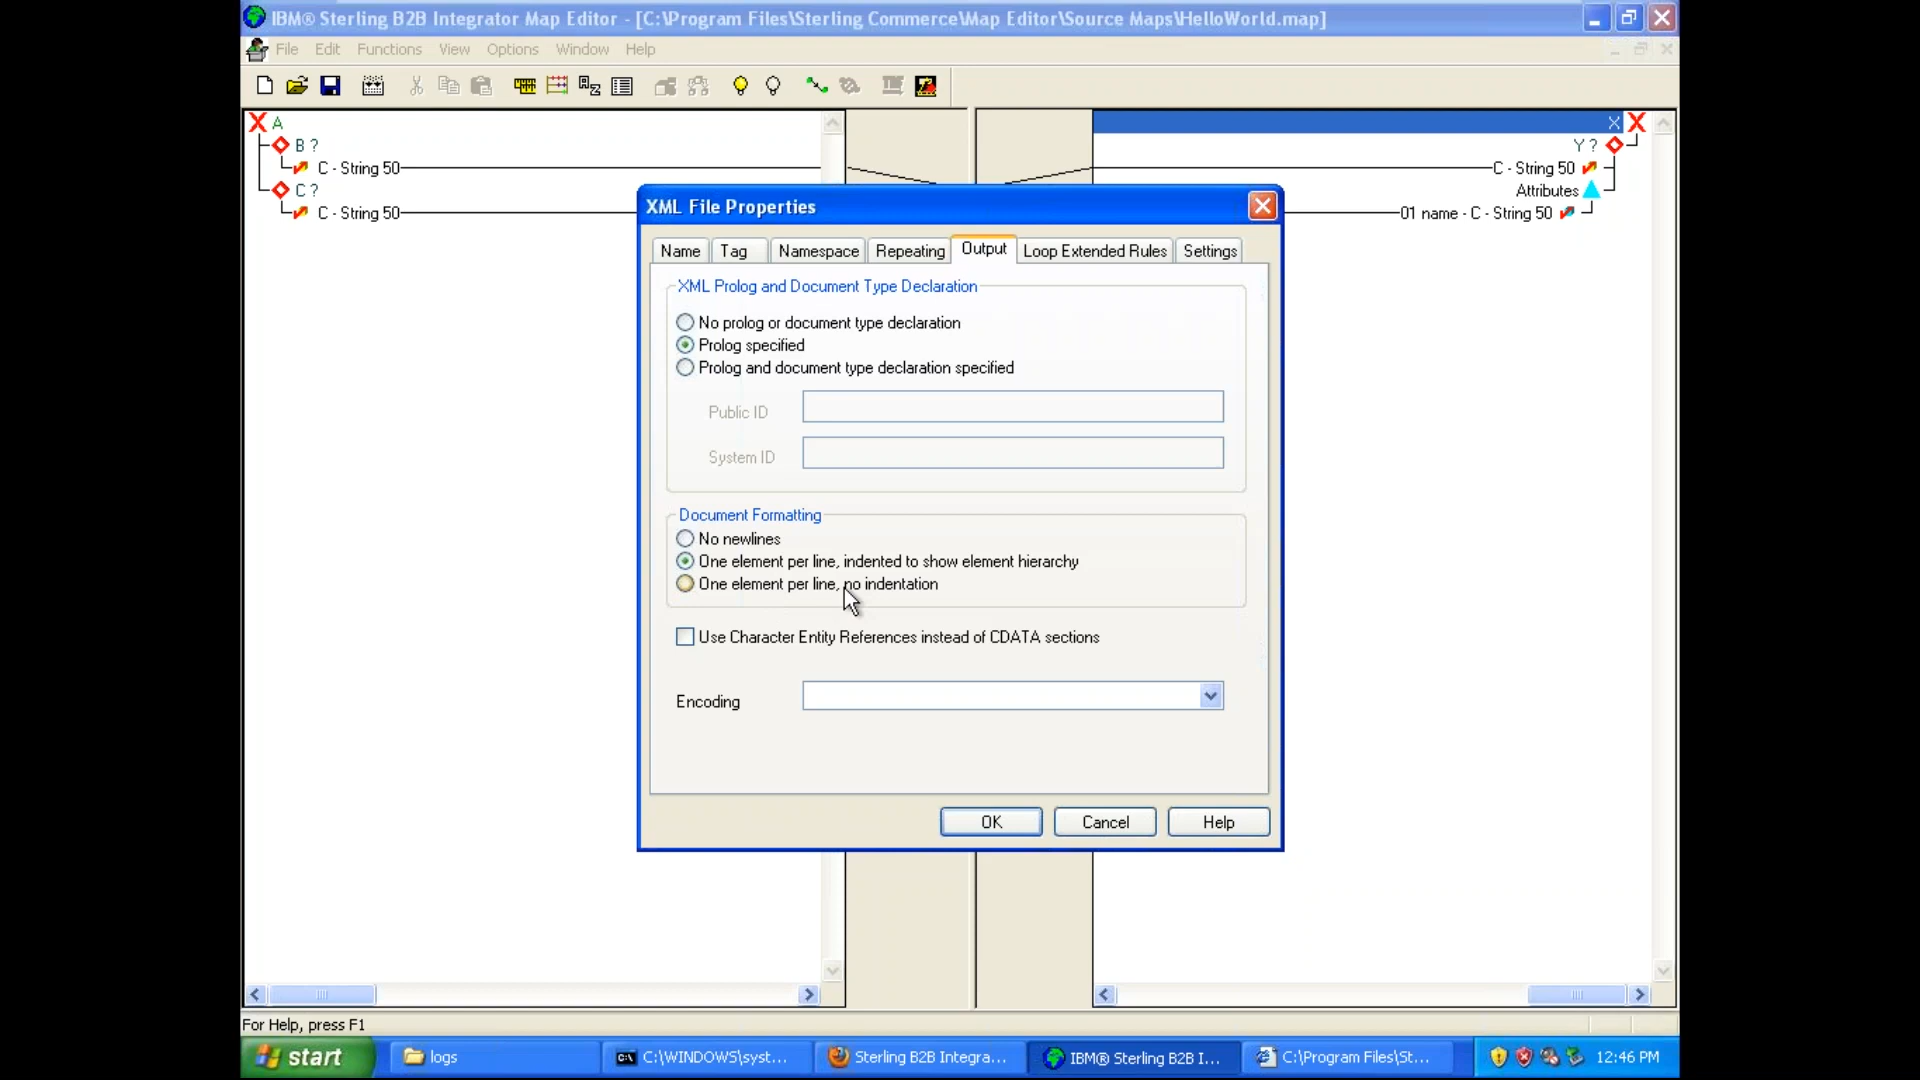 IBM® Sterling B2B Integrator Map Editor - [C:\Program Files\Sterling Commerce\Map Editor\Source Maps\HelloWorld.map]
File Edit Functions View Options Window Help
A
B ?
C - String 50
C ?
C - String 50
X
Y ?
C - String 50
Attributes
01 name - C - String 50
XML File Properties
Name Tag Namespace Repeating Output Loop Extended Rules Settings
XML Prolog and Document Type Declaration
No prolog or document type declaration
Prolog specified
Prolog and document type declaration specified
Public ID
System ID
Document Formatting
No newlines
One element per line, indented to show element hierarchy
One element per line, no indentation
Use Character Entity References instead of CDATA sections
Encoding
OK Cancel Help
For Help, press F1
start logs C:\WINDOWS\syst... Sterling B2B Integra... IBM® Sterling B2B I... C:\Program Files\St... 12:46 PM